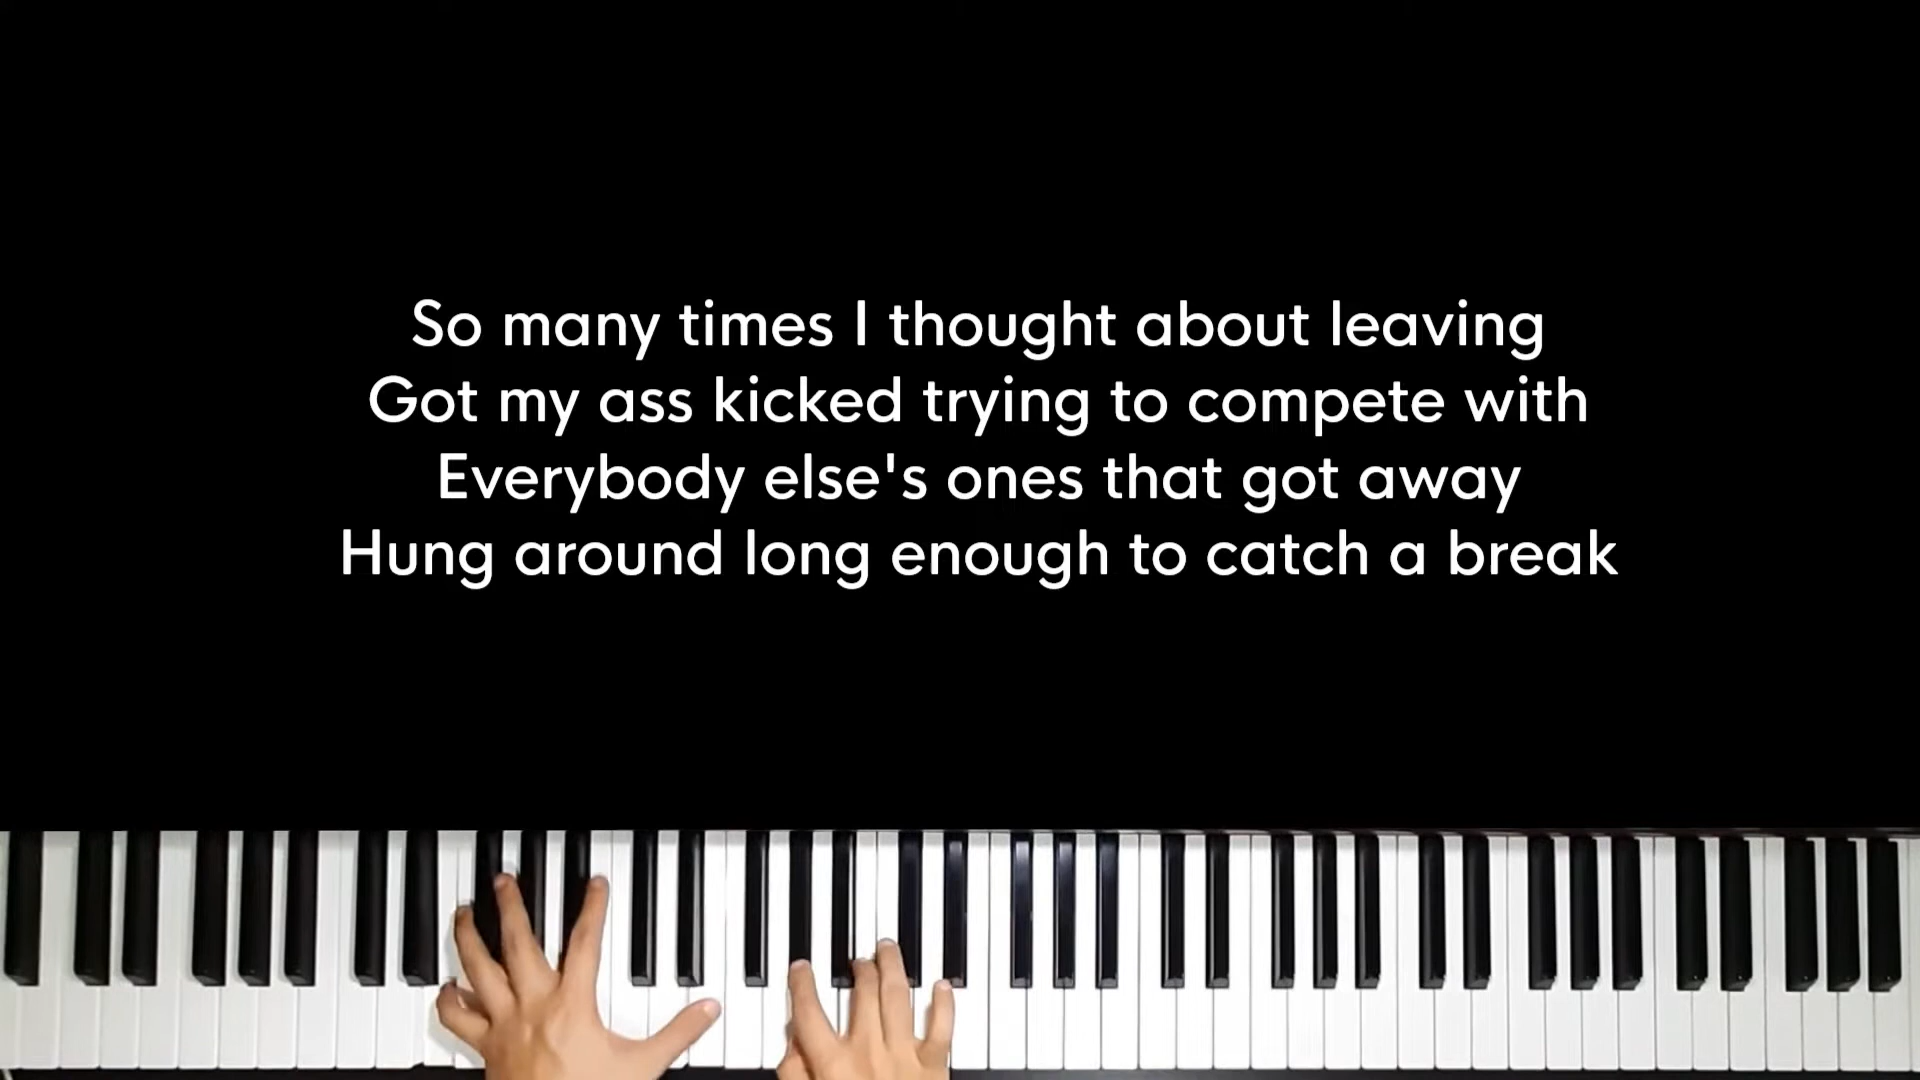 So many times I thought about leaving
Got my ass kicked trying to compete with
Everybody else's ones that got away
Hung around long enough to catch a break